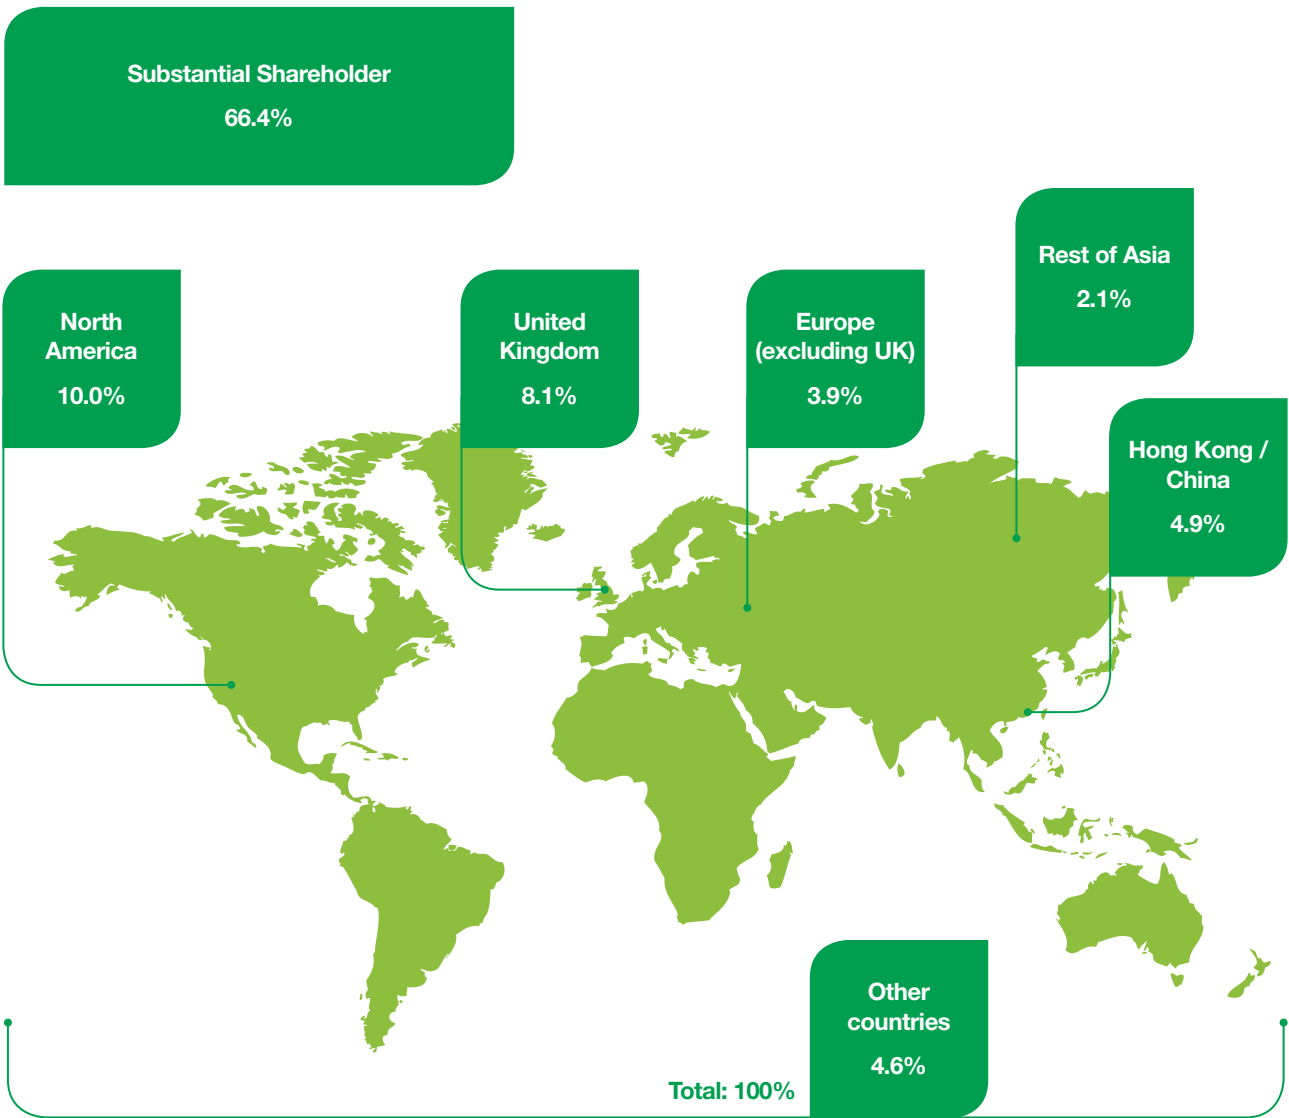 Substantial Shareholder
66.4%
Rest of Asia
2.1%
North
America
10.0%
United
Kingdom
8.1%
Europe
(excluding UK)
3.9%
Hong Kong /
China
4.9%
Other
countries
4.6%
Total: 100%